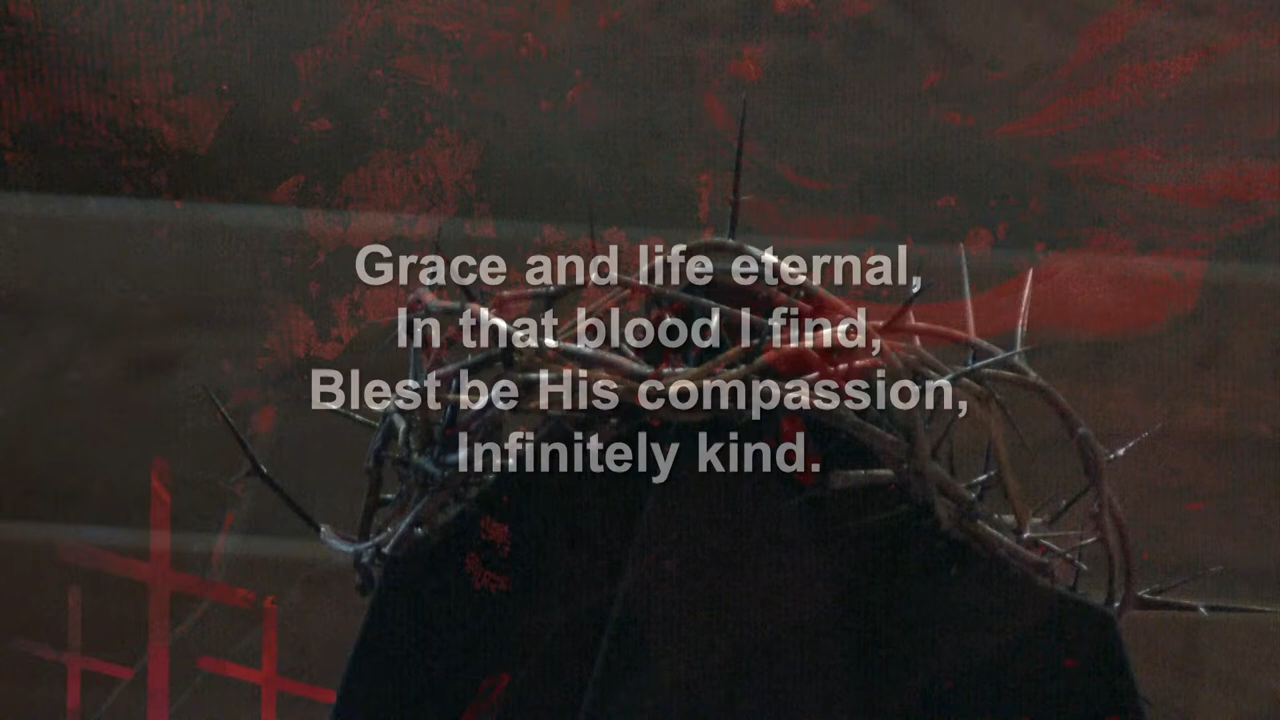 Grace and life eternal,
In that blood I find,
Blest be His compassion,
Infinitely kind.